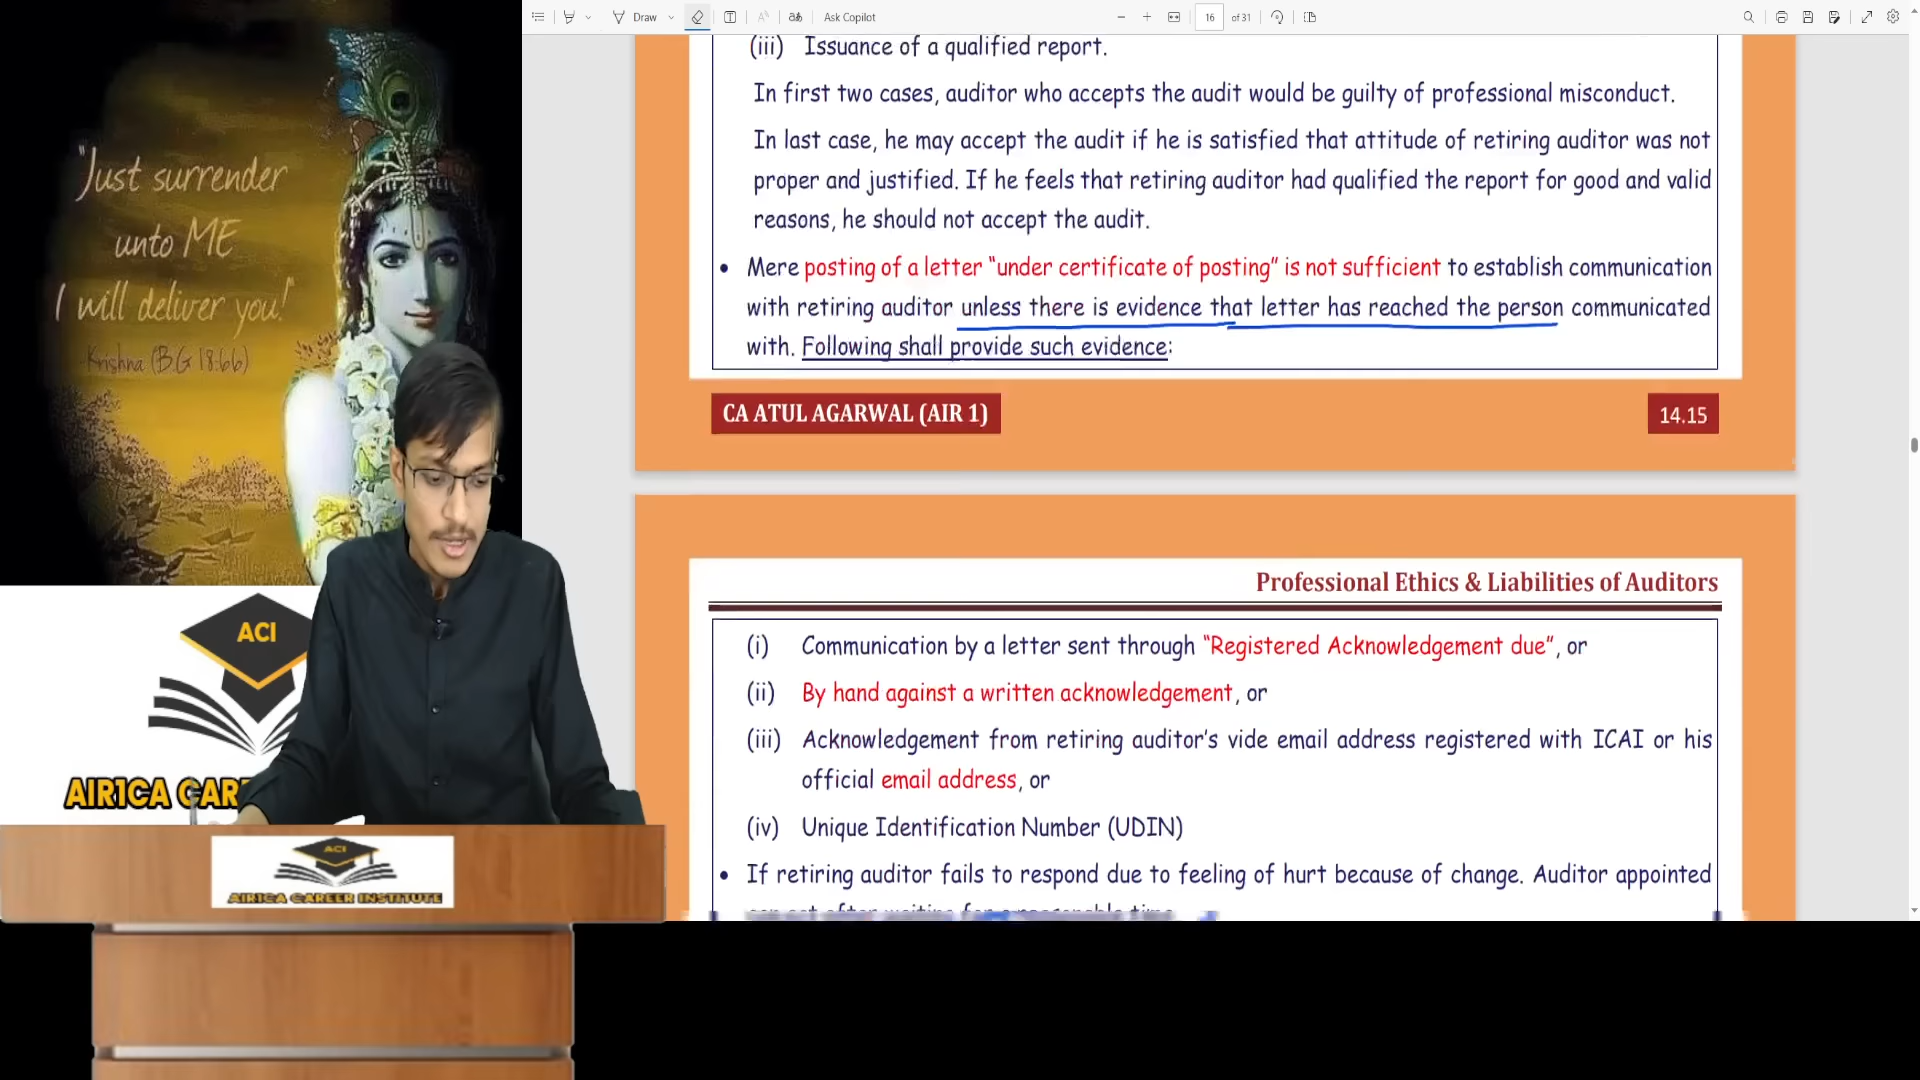 Draw
Ask Copilot
16
of 31
"Just surrender
unto ME
I will deliver you!"
- Krishna (B.G 18:66)
ACI
AIR1CA CAR
ACI
AIR1CA CAREER INSTITUTE
(iii) Issuance of a qualified report.
In first two cases, auditor who accepts the audit would be guilty of professional misconduct.
In last case, he may accept the audit if he is satisfied that attitude of retiring auditor was not
proper and justified. If he feels that retiring auditor had qualified the report for good and valid
reasons, he should not accept the audit.
• Mere posting of a letter "under certificate of posting" is not sufficient to establish communication
with retiring auditor unless there is evidence that letter has reached the person communicated
with. Following shall provide such evidence:
CA ATUL AGARWAL (AIR 1)
14.15
Professional Ethics & Liabilities of Auditors
(i) Communication by a letter sent through "Registered Acknowledgement due", or
(ii) By hand against a written acknowledgement, or
(iii) Acknowledgement from retiring auditor's vide email address registered with ICAI or his
official email address, or
(iv) Unique Identification Number (UDIN)
• If retiring auditor fails to respond due to feeling of hurt because of change. Auditor appointed